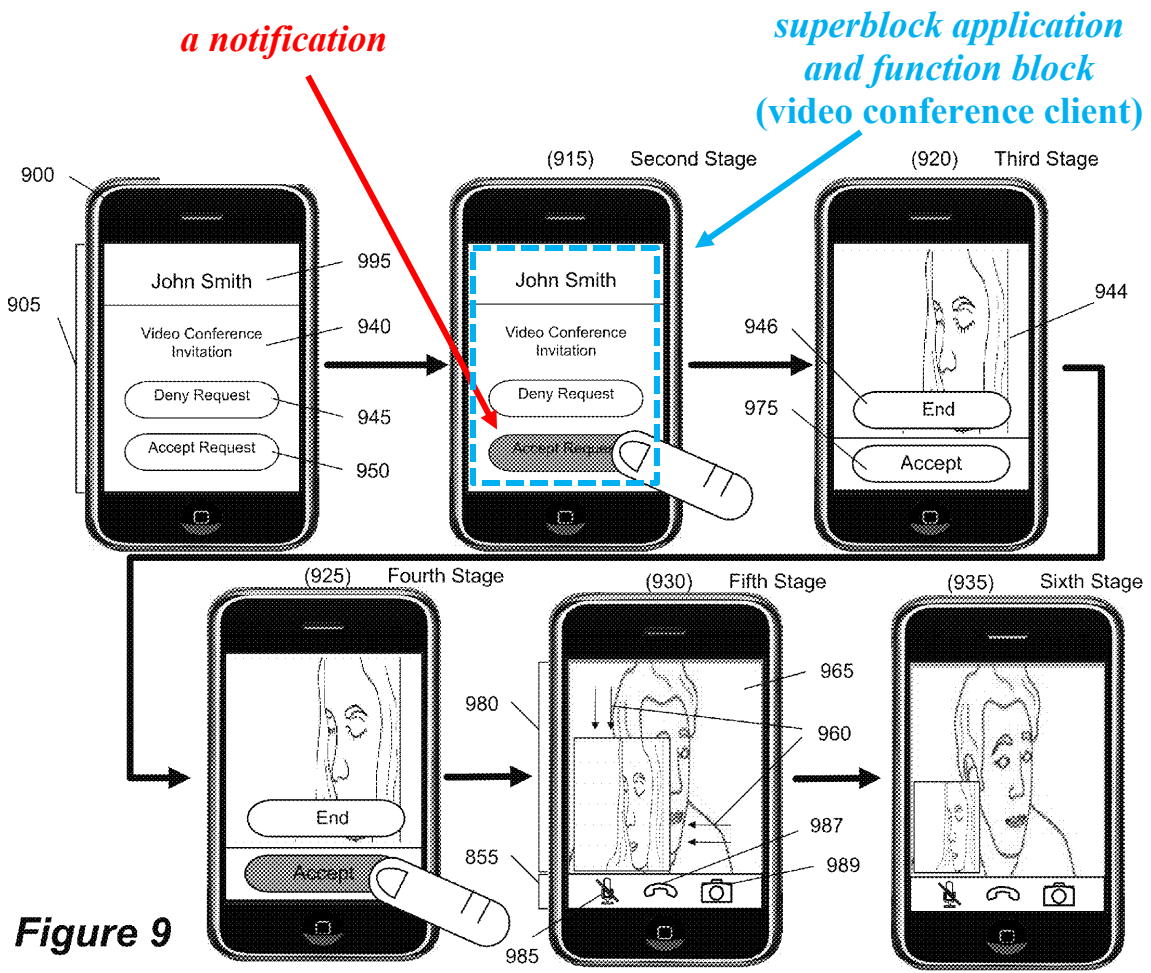 a notification
superblock application
and function block
(video conference client)
(915) Second Stage
(920) Third Stage
900
905
John Smith
995
Video Conference
Invitation
940
Deny Request
945
Accept Request
950
John Smith
Video Conference
Invitation
Deny Request
Accept Request
944
946
End
975
Accept
(925) Fourth Stage
(930) Fifth Stage
(935) Sixth Stage
End
Accept
980
965
960
855
987
989
985
Figure 9